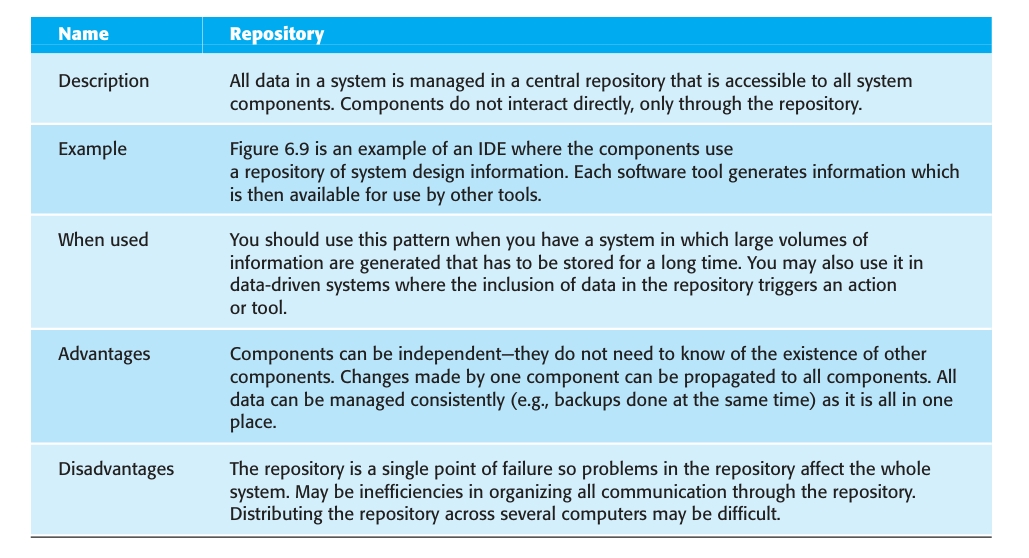 Name Repository
Description All data in a system is managed in a central repository that is accessible to all system
components. Components do not interact directly, only through the repository.
Example Figure 6.9 is an example of an IDE where the components use
a repository of system design information. Each software tool generates information which
is then available for use by other tools.
When used You should use this pattern when you have a system in which large volumes of
information are generated that has to be stored for a long time. You may also use it in
data-driven systems where the inclusion of data in the repository triggers an action
or tool.
Advantages Components can be independent—they do not need to know of the existence of other
components. Changes made by one component can be propagated to all components. All
data can be managed consistently (e.g., backups done at the same time) as it is all in one
place.
Disadvantages The repository is a single point of failure so problems in the repository affect the whole
system. May be inefficiencies in organizing all communication through the repository.
Distributing the repository across several computers may be difficult.